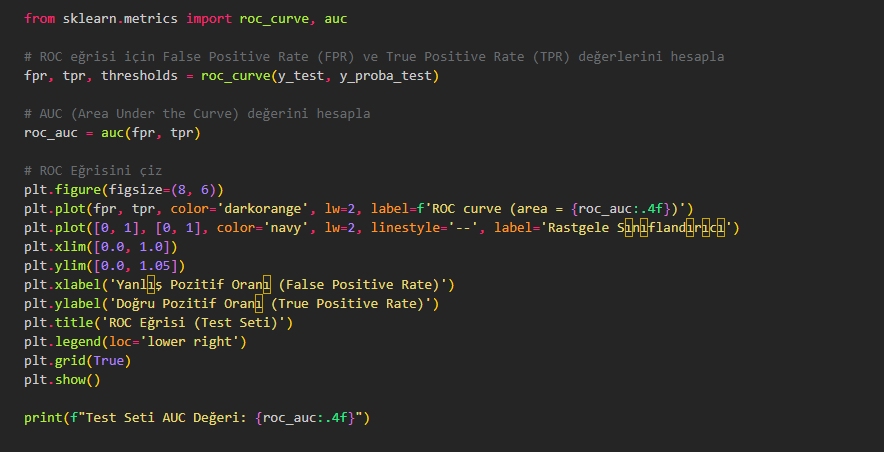 from sklearn.metrics import roc_curve, auc
# ROC eğrisi için False Positive Rate (FPR) ve True Positive Rate (TPR) değerlerini hesapla
fpr, tpr, thresholds = roc_curve(y_test, y_proba_test)
# AUC (Area Under the Curve) değerini hesapla
roc_auc = auc(fpr, tpr)
# ROC Eğrisini çiz
plt.figure(figsize=(8, 6))
plt.plot(fpr, tpr, color='darkorange', lw=2, label=f'ROC curve (area = {roc_auc:.4f})')
plt.plot([0, 1], [0, 1], color='navy', lw=2, linestyle='--', label='Rastgele Sınıflandırıcı')
plt.xlim([0.0, 1.0])
plt.ylim([0.0, 1.05])
plt.xlabel('Yanlış Pozitif Oranı (False Positive Rate)')
plt.ylabel('Doğru Pozitif Oranı (True Positive Rate)')
plt.title('ROC Eğrisi (Test Seti)')
plt.legend(loc='lower right')
plt.grid(True)
plt.show()
print(f"Test Seti AUC Değeri: {roc_auc:.4f}")